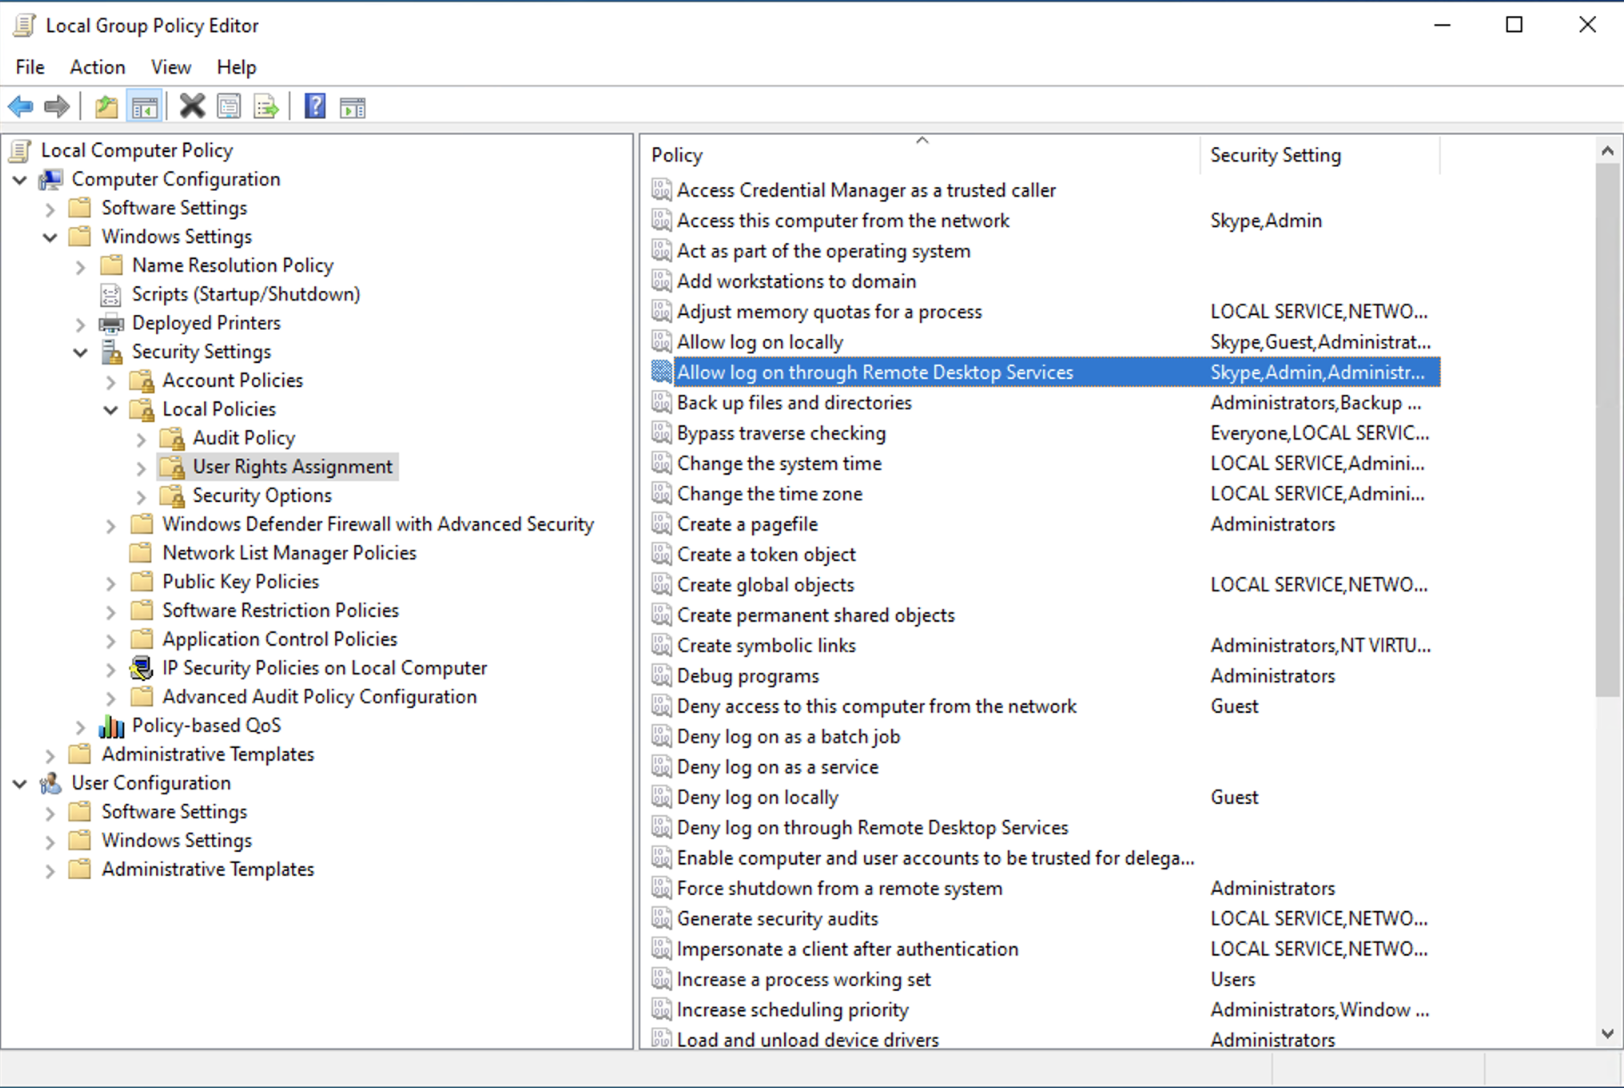 Local Group Policy Editor
File Action View Help
Local Computer Policy
Computer Configuration
Software Settings
Windows Settings
Name Resolution Policy
Scripts (Startup/Shutdown)
Deployed Printers
Security Settings
Account Policies
Local Policies
Audit Policy
User Rights Assignment
Security Options
Windows Defender Firewall with Advanced Security
Network List Manager Policies
Public Key Policies
Software Restriction Policies
Application Control Policies
IP Security Policies on Local Computer
Advanced Audit Policy Configuration
Policy-based QoS
Administrative Templates
User Configuration
Software Settings
Windows Settings
Administrative Templates
Policy Security Setting
Access Credential Manager as a trusted caller
Access this computer from the network Skype,Admin
Act as part of the operating system
Add workstations to domain
Adjust memory quotas for a process LOCAL SERVICE,NETWO...
Allow log on locally Skype,Guest,Administrat...
Allow log on through Remote Desktop Services Skype,Admin,Administr...
Back up files and directories Administrators,Backup ...
Bypass traverse checking Everyone,LOCAL SERVIC...
Change the system time LOCAL SERVICE,Admini...
Change the time zone LOCAL SERVICE,Admini...
Create a pagefile Administrators
Create a token object
Create global objects LOCAL SERVICE,NETWO...
Create permanent shared objects
Create symbolic links Administrators,NT VIRTU...
Debug programs Administrators
Deny access to this computer from the network Guest
Deny log on as a batch job
Deny log on as a service
Deny log on locally Guest
Deny log on through Remote Desktop Services
Enable computer and user accounts to be trusted for delega...
Force shutdown from a remote system Administrators
Generate security audits LOCAL SERVICE,NETWO...
Impersonate a client after authentication LOCAL SERVICE,NETWO...
Increase a process working set Users
Increase scheduling priority Administrators,Window ...
Load and unload device drivers Administrators